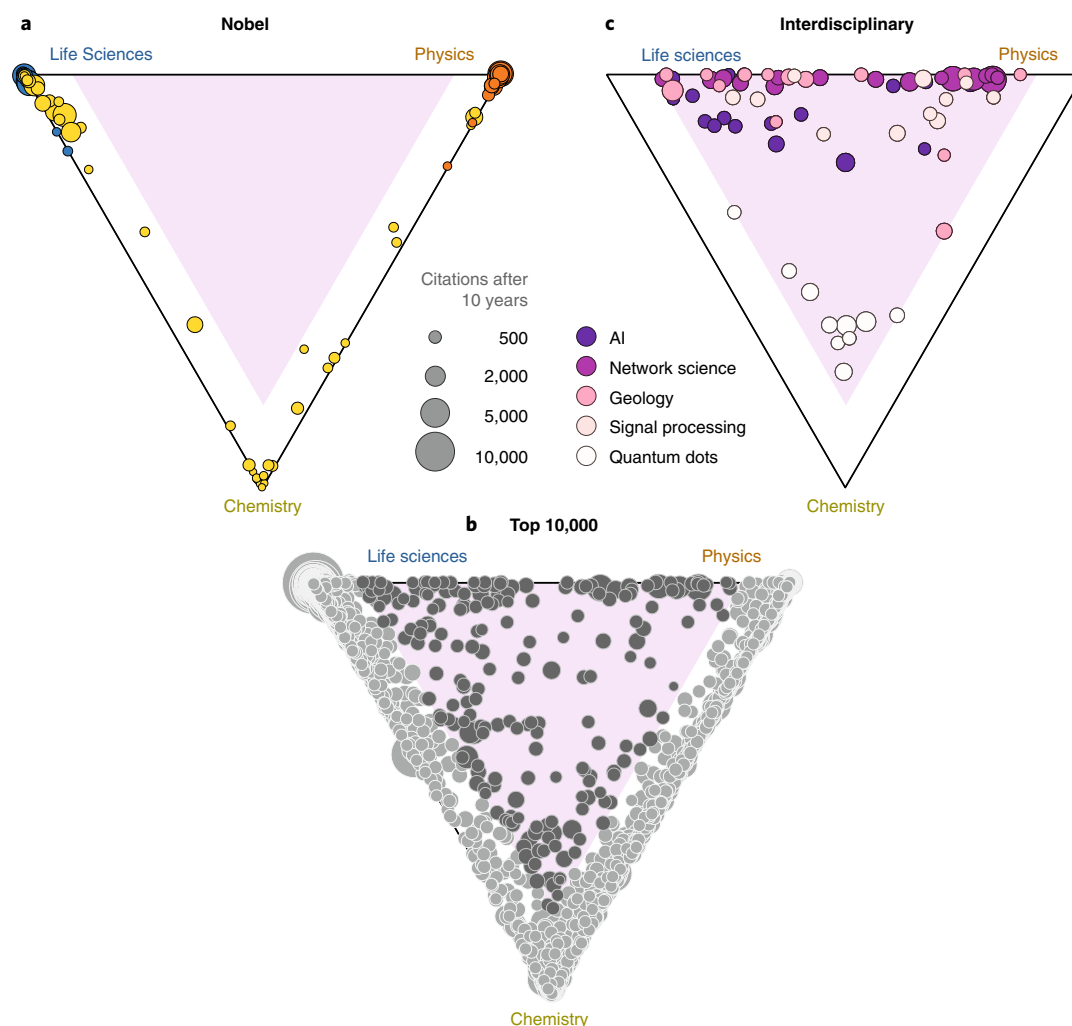 a
Nobel
Life Sciences
Physics
Chemistry
Citations after
10 years
500
2,000
5,000
10,000
AI
Network science
Geology
Signal processing
Quantum dots
c
Interdisciplinary
Life sciences
Physics
Chemistry
b
Top 10,000
Life sciences
Physics
Chemistry